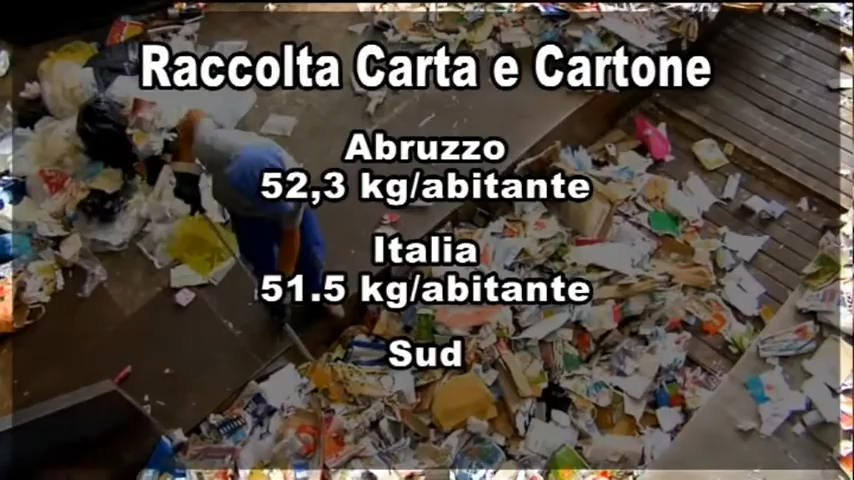 Raccolta Carta e Cartone
Abruzzo
52,3 kg/abitante
Italia
51.5 kg/abitante
Sud